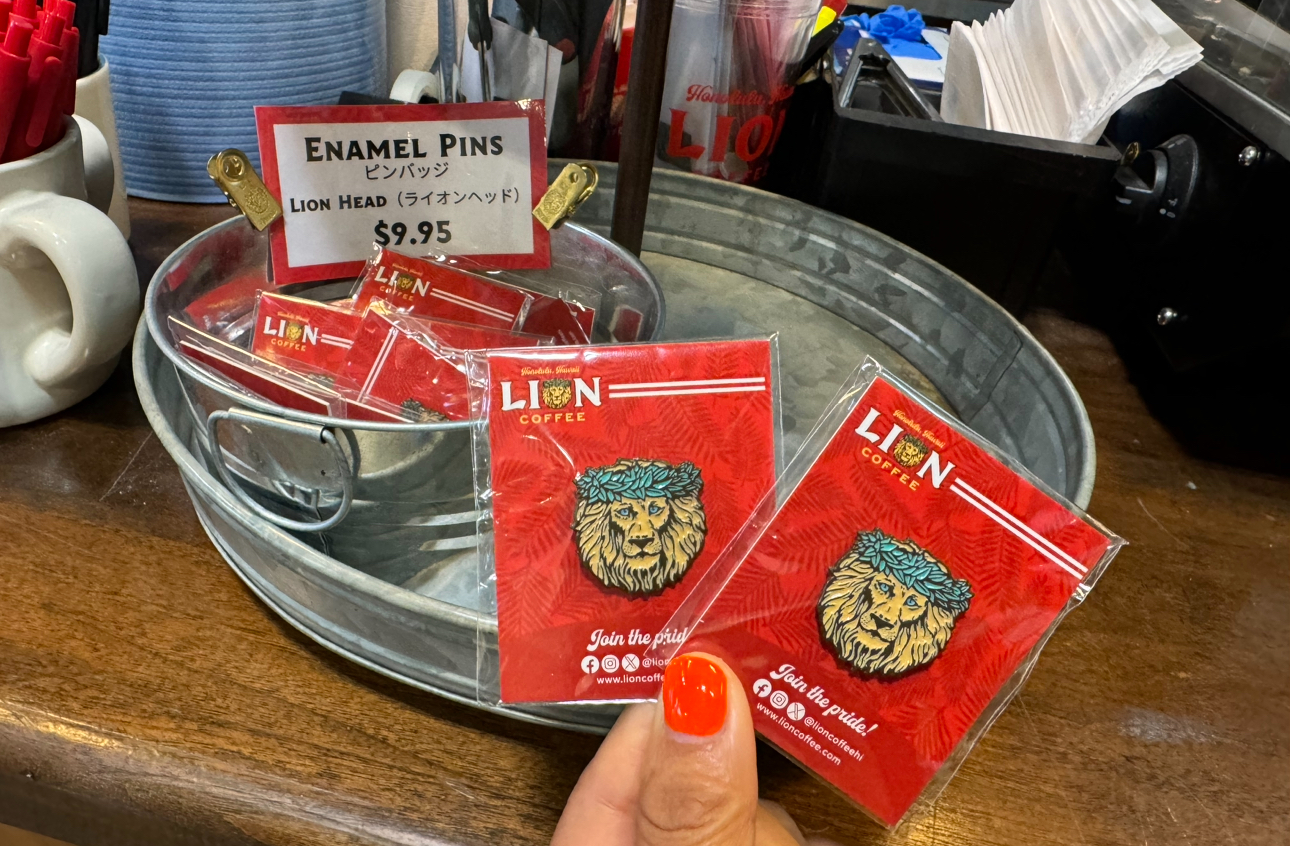 ENAMEL PINS
ピンバッジ
LION HEAD (ライオンヘッド)
$9.95
Honolulu,
LION
LION
COFFEE
LION
COFFEE
Honolulu, Hawaii
LION
COFFEE
Join the
www.lioncoffee
Honolulu, Hawaii
LION
COFFEE
Join the pride!
@lioncoffeehi
www.lioncoffee.com